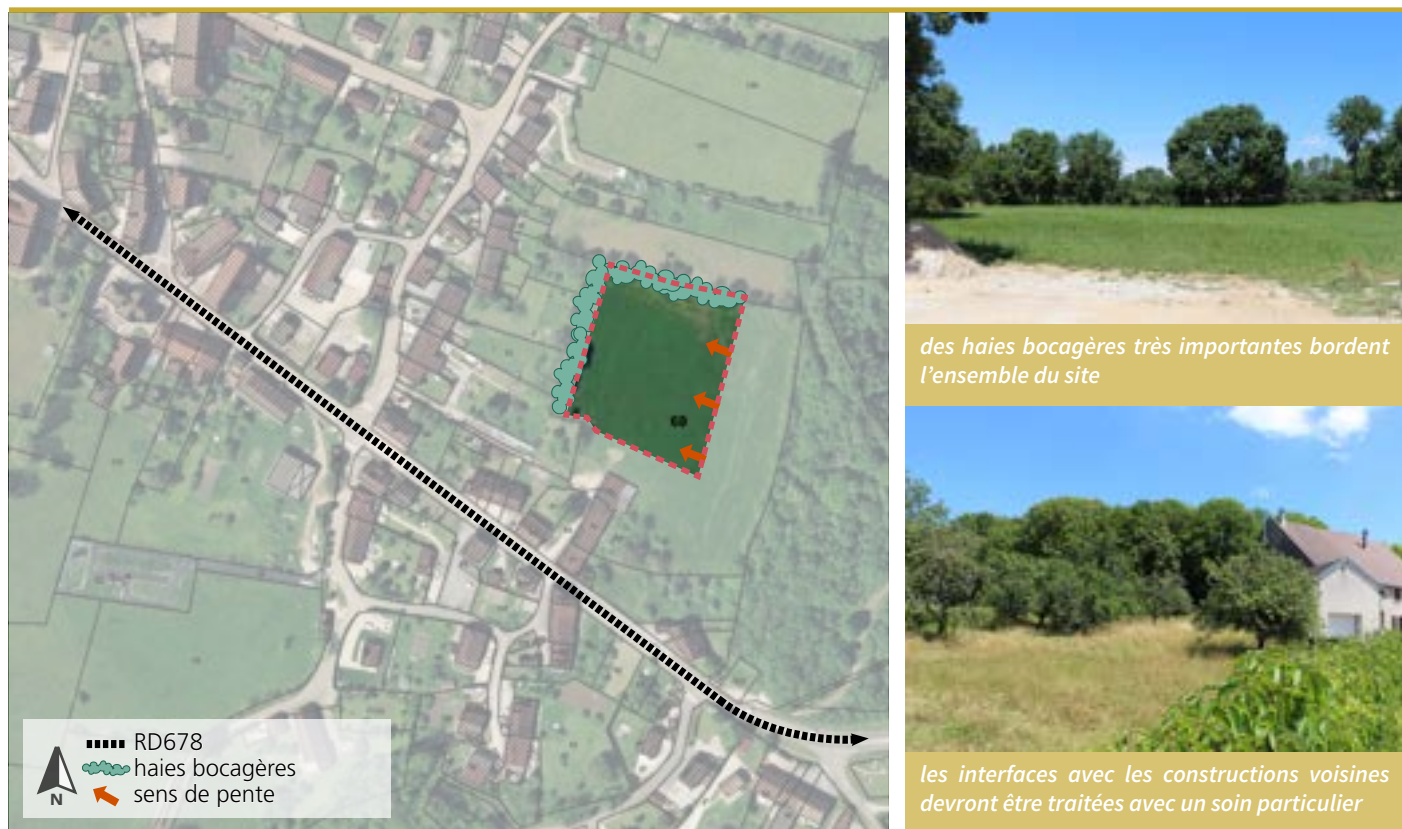 RD678
haies bocagères
sens de pente
N
des haies bocagères très importantes bordent
l'ensemble du site
les interfaces avec les constructions voisines
devront être traitées avec un soin particulier